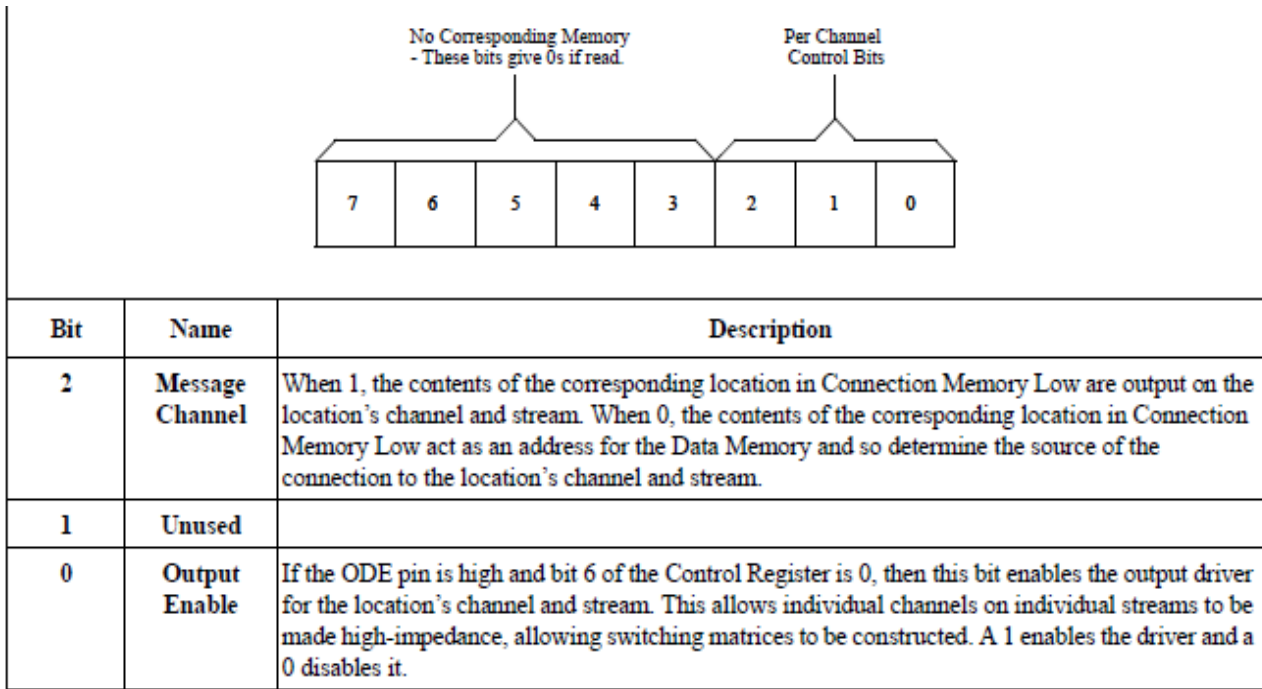 No Corresponding Memory
- These bits give 0s if read.
Per Channel
Control Bits
7 6 5 4 3 2 1 0
Bit Name Description
2 Message Channel When 1, the contents of the corresponding location in Connection Memory Low are output on the
location's channel and stream. When 0, the contents of the corresponding location in Connection
Memory Low act as an address for the Data Memory and so determine the source of the
connection to the location's channel and stream.
1 Unused
0 Output Enable If the ODE pin is high and bit 6 of the Control Register is 0, then this bit enables the output driver
for the location's channel and stream. This allows individual channels on individual streams to be
made high-impedance, allowing switching matrices to be constructed. A 1 enables the driver and a
0 disables it.